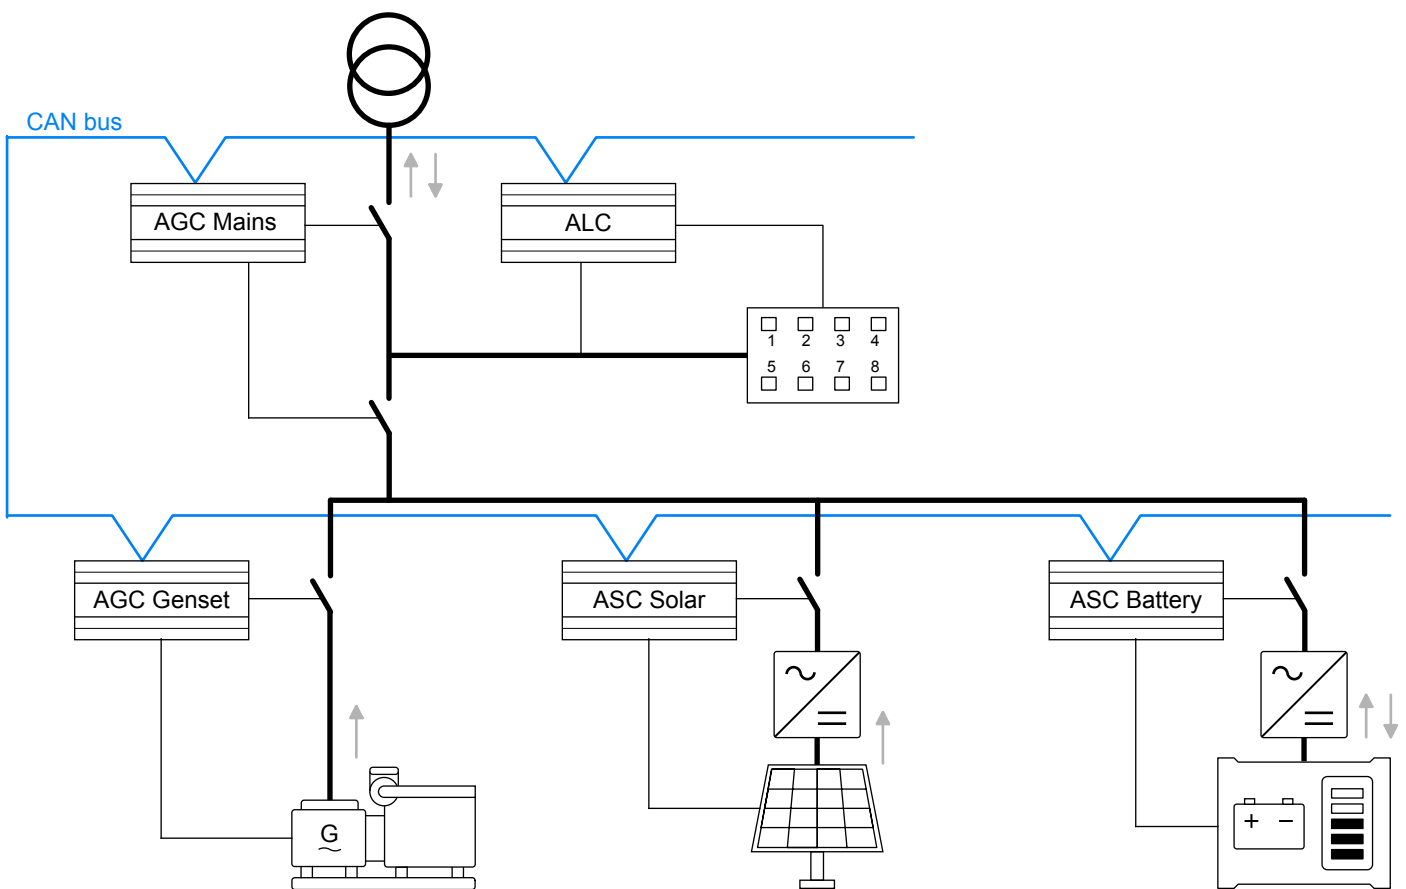 CAN bus
AGC Mains
ALC
1 2 3 4
5 6 7 8
AGC Genset
ASC Solar
ASC Battery
G
+ −